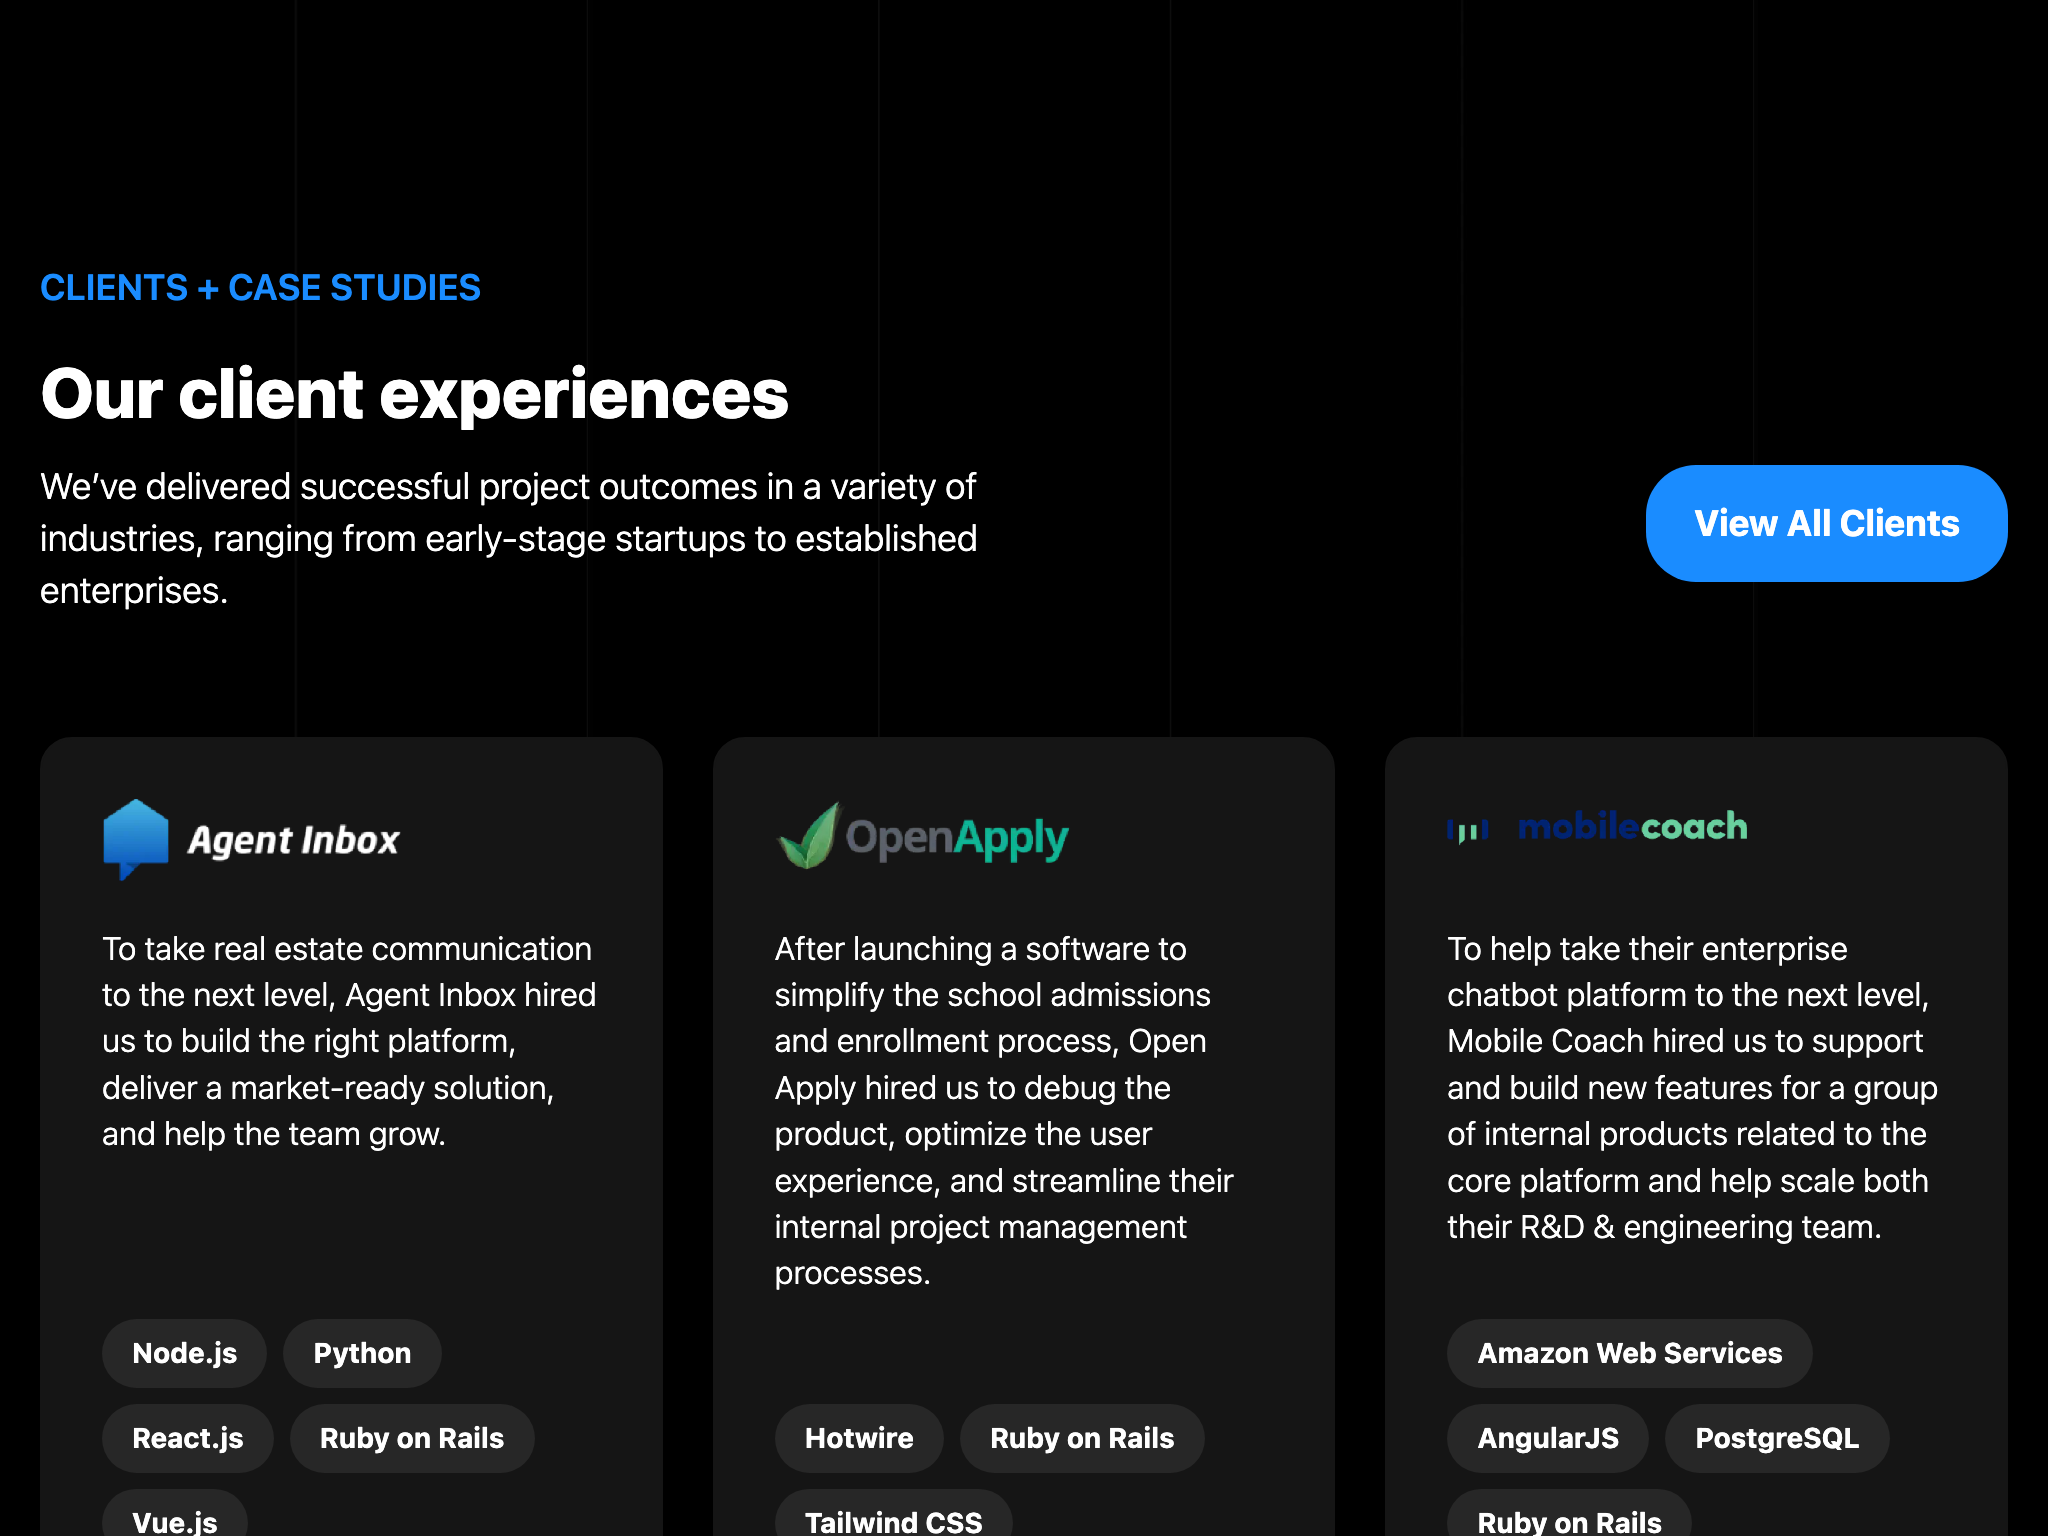 CLIENTS + CASE STUDIES
Our client experiences
We’ve delivered successful project outcomes in a variety of
industries, ranging from early-stage startups to established
enterprises.
View All Clients
Agent Inbox
To take real estate communication
to the next level, Agent Inbox hired
us to build the right platform,
deliver a market-ready solution,
and help the team grow.
Node.js
Python
React.js
Ruby on Rails
Vue.js
OpenApply
After launching a software to
simplify the school admissions
and enrollment process, Open
Apply hired us to debug the
product, optimize the user
experience, and streamline their
internal project management
processes.
Hotwire
Ruby on Rails
Tailwind CSS
mobilecoach
To help take their enterprise
chatbot platform to the next level,
Mobile Coach hired us to support
and build new features for a group
of internal products related to the
core platform and help scale both
their R&D & engineering team.
Amazon Web Services
AngularJS
PostgreSQL
Ruby on Rails